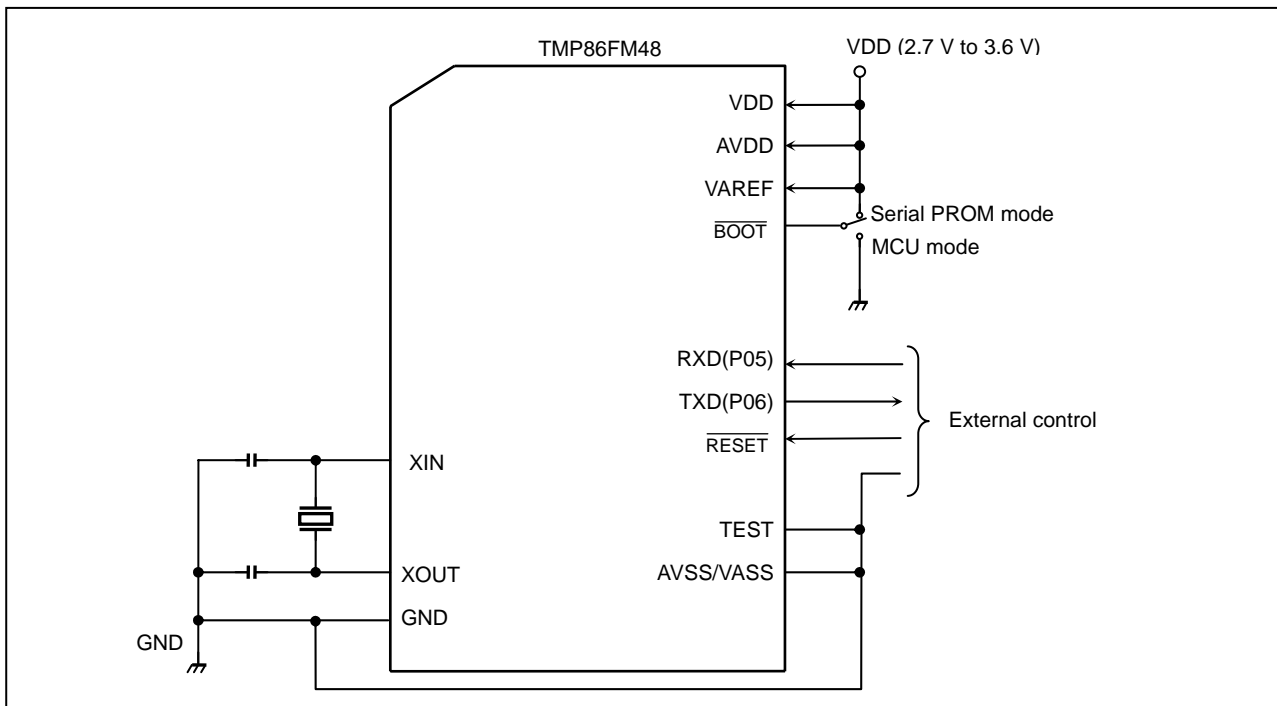 TMP86FM48
VDD (2.7 V to 3.6 V)
VDD
AVDD
VAREF
BOOT
Serial PROM mode
MCU mode
RXD(P05)
TXD(P06)
RESET
External control
XIN
TEST
XOUT
AVSS/VASS
GND
GND